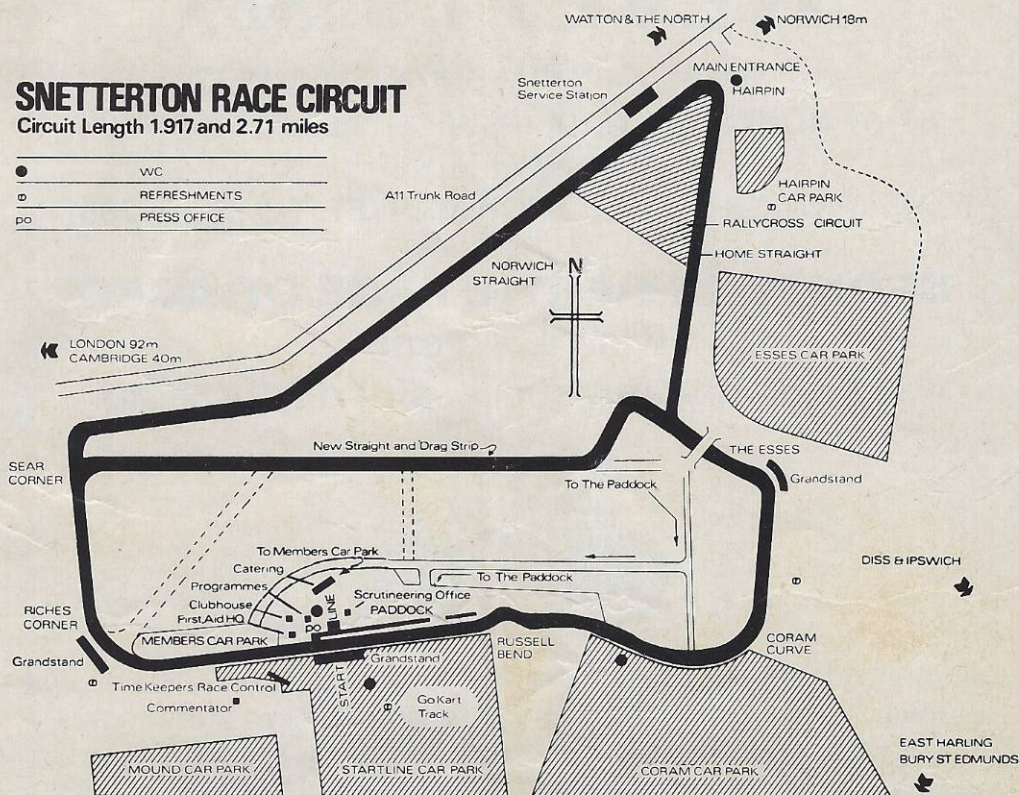 WATTON & THE NORTH
NORWICH 18m
MAIN ENTRANCE
HAIRPIN
Snetterton
Service Station
SNETTERTON RACE CIRCUIT
Circuit Length 1.917 and 2.71 miles
WC
REFRESHMENTS
po PRESS OFFICE
A11 Trunk Road
HAIRPIN
CAR PARK
RALLYCROSS CIRCUIT
HOME STRAIGHT
NORWICH
STRAIGHT
N
LONDON 92m
CAMBRIDGE 40m
ESSES CAR PARK
New Straight and Drag Strip
THE ESSES
SEAR
CORNER
To The Paddock
Grandstand
To Members Car Park
Catering
Programmes
Clubhouse
First Aid HQ
po
START LINE
To The Paddock
Scrutineering Office
PADDOCK
DISS & IPSWICH
RICHES
CORNER
MEMBERS CAR PARK
RUSSELL
BEND
CORAM
CURVE
Grandstand
Grandstand
Time Keepers Race Control
Commentator
Go Kart
Track
EAST HARLING
BURY ST EDMUNDS
MOUND CAR PARK
STARTLINE CAR PARK
CORAM CAR PARK